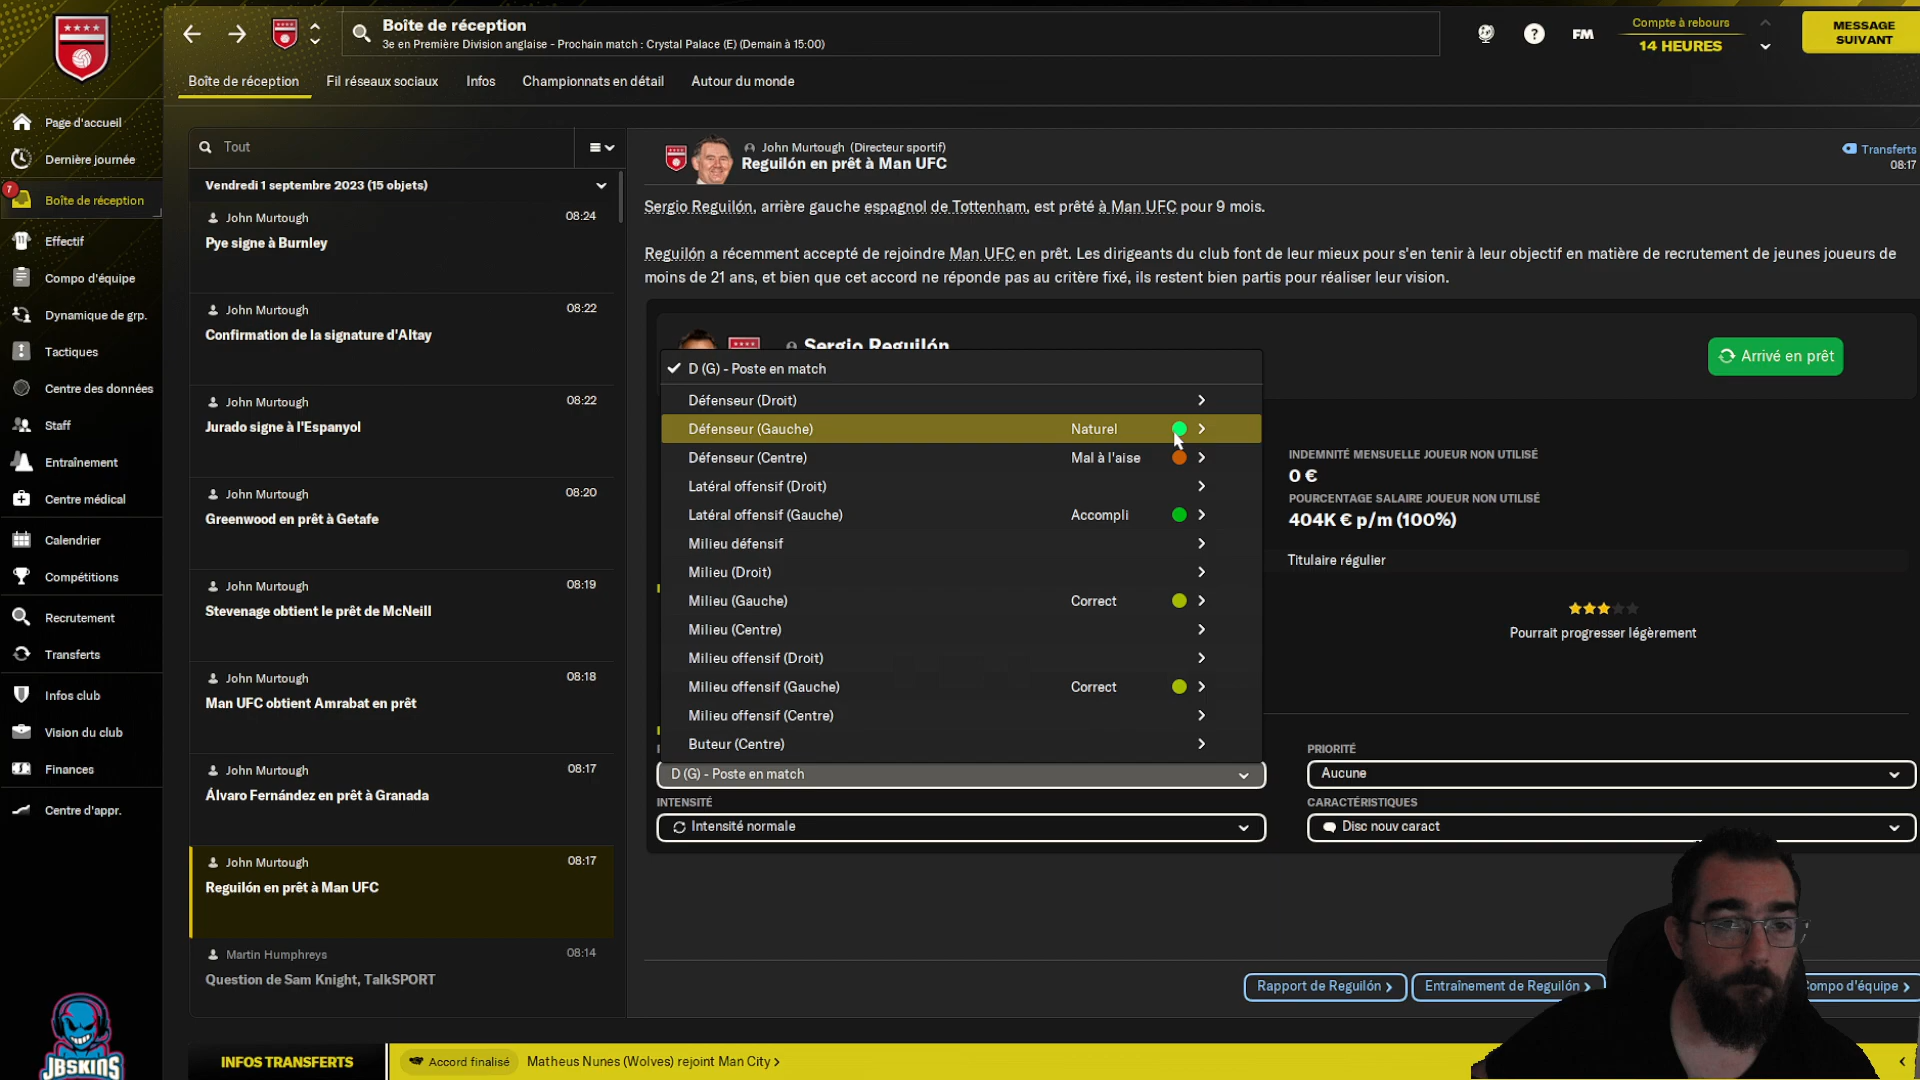 Boîte de réception
3e en Première Division anglaise - Prochain match : Crystal Palace (E) (Demain à 15:00)
FM
Compte à rebours
14 HEURES
MESSAGE
SUIVANT
Boîte de réception
Fil réseaux sociaux
Infos
Championnats en détail
Autour du monde
Page d'accueil
Dernière journée
7
Boîte de réception
Effectif
Compo d'équipe
Dynamique de grp.
Tactiques
Centre des données
Staff
Entraînement
Centre médical
Calendrier
Compétitions
Recrutement
Transferts
Infos club
Vision du club
Finances
Centre d'appr.
JBSKINS
Tout
Vendredi 1 septembre 2023 (15 objets)
John Murtough 08:24
Pye signe à Burnley
John Murtough 08:22
Confirmation de la signature d'Altay
John Murtough 08:22
Jurado signe à l'Espanyol
John Murtough 08:20
Greenwood en prêt à Getafe
John Murtough 08:19
Stevenage obtient le prêt de McNeill
John Murtough 08:18
Man UFC obtient Amrabat en prêt
John Murtough 08:17
Álvaro Fernández en prêt à Granada
John Murtough 08:17
Reguilón en prêt à Man UFC
Martin Humphreys 08:14
Question de Sam Knight, TalkSPORT
John Murtough (Directeur sportif)
Reguilón en prêt à Man UFC
Transferts
08:17
Sergio Reguilón, arrière gauche espagnol de Tottenham, est prêté à Man UFC pour 9 mois.
Reguilón a récemment accepté de rejoindre Man UFC en prêt. Les dirigeants du club font de leur mieux pour s'en tenir à leur objectif en matière de recrutement de jeunes joueurs de
moins de 21 ans, et bien que cet accord ne réponde pas au critère fixé, ils restent bien partis pour réaliser leur vision.
Sergio Reguilón
Arrivé en prêt
D (G) - Poste en match
Défenseur (Droit)
Défenseur (Gauche) Naturel
Défenseur (Centre) Mal à l'aise
Latéral offensif (Droit)
Latéral offensif (Gauche) Accompli
Milieu défensif
Milieu (Droit)
Milieu (Gauche) Correct
Milieu (Centre)
Milieu offensif (Droit)
Milieu offensif (Gauche) Correct
Milieu offensif (Centre)
Buteur (Centre)
D (G) - Poste en match
INTENSITÉ
Intensité normale
INDEMNITÉ MENSUELLE JOUEUR NON UTILISÉ
0 €
POURCENTAGE SALAIRE JOUEUR NON UTILISÉ
404K € p/m (100%)
Titulaire régulier
Pourrait progresser légèrement
PRIORITÉ
Aucune
CARACTÉRISTIQUES
Disc nouv caract
Rapport de Reguilón
Entraînement de Reguilón
Compo d'équipe
INFOS TRANSFERTS
Accord finalisé
Matheus Nunes (Wolves) rejoint Man City